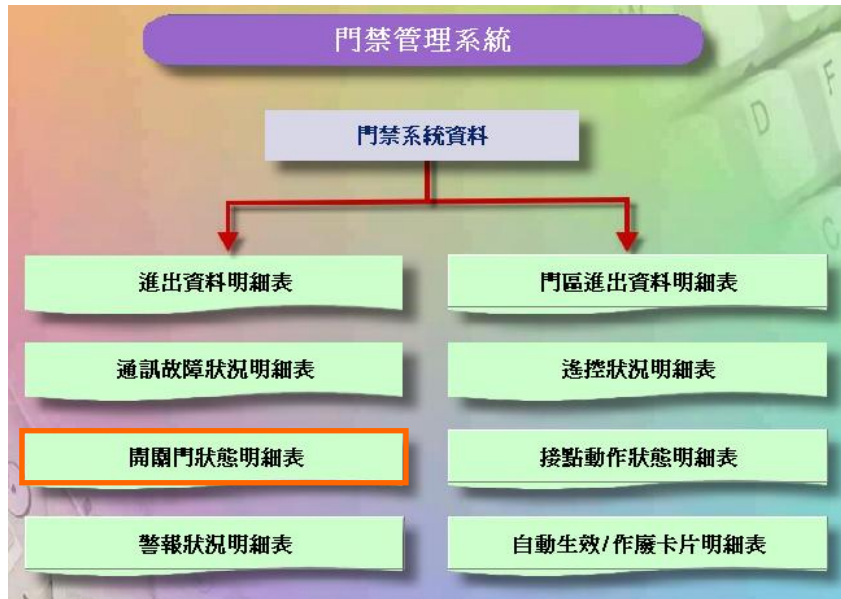 門禁管理系統
門禁系統資料
進出資料明細表
門區進出資料明細表
通訊故障狀況明細表
遙控狀況明細表
開關門狀態明細表
接點動作狀態明細表
警報狀況明細表
自動生效/作廢卡片明細表
D
F
C